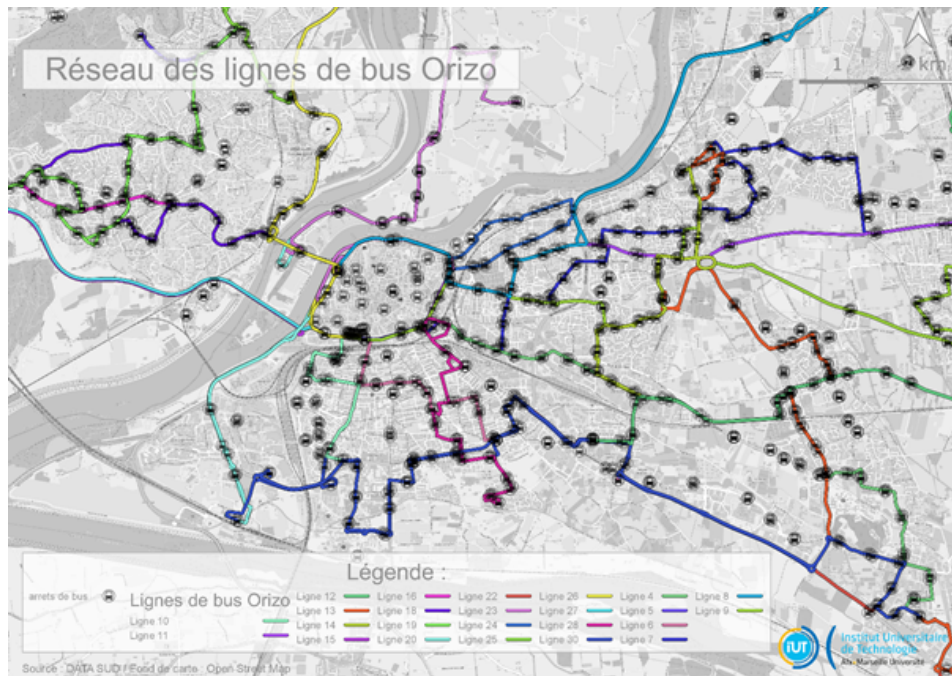 Réseau des lignes de bus Orizo
1 km
Légende :
arrets de bus
Lignes de bus Orizo
Ligne 10
Ligne 11
Ligne 12
Ligne 13
Ligne 14
Ligne 15
Ligne 16
Ligne 18
Ligne 19
Ligne 20
Ligne 22
Ligne 23
Ligne 24
Ligne 25
Ligne 26
Ligne 27
Ligne 28
Ligne 30
Ligne 4
Ligne 5
Ligne 6
Ligne 7
Ligne 8
Ligne 9
Source : DATA SUD / Fond de carte : Open Street Map
iUT
Institut Universitaire
de Technologie
Aix-Marseille Université